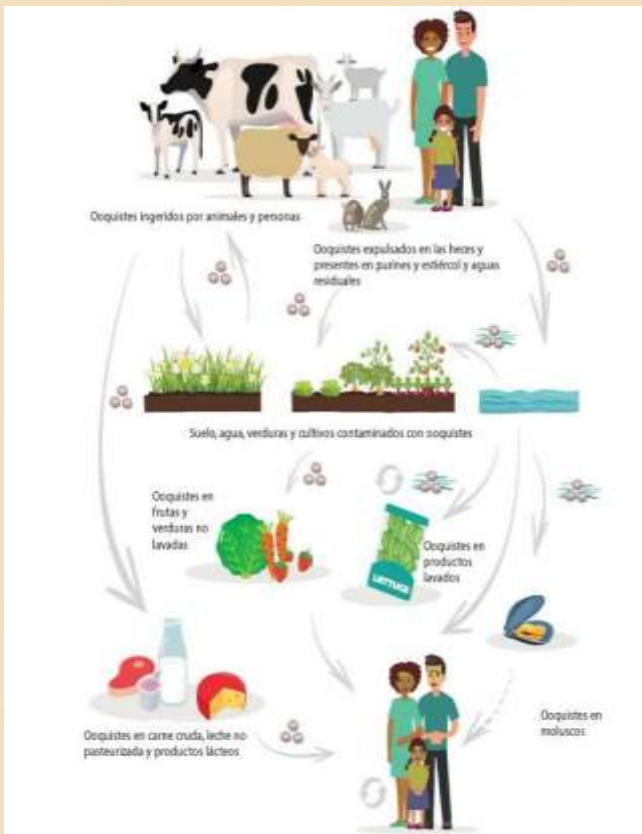 Ooquistes ingeridos por animales y personas
Ooquistes expulsados en las heces y
presentes en purines y estiércol y aguas
residuales
Suelo, agua, verduras y cultivos contaminados con ooquistes
Ooquistes en
frutas y
verduras no
lavadas
LETTUCE
Ooquistes en
productos
lavados
Ooquistes en carne cruda, leche no
pasteurizada y productos lácteos
Ooquistes en
moluscos